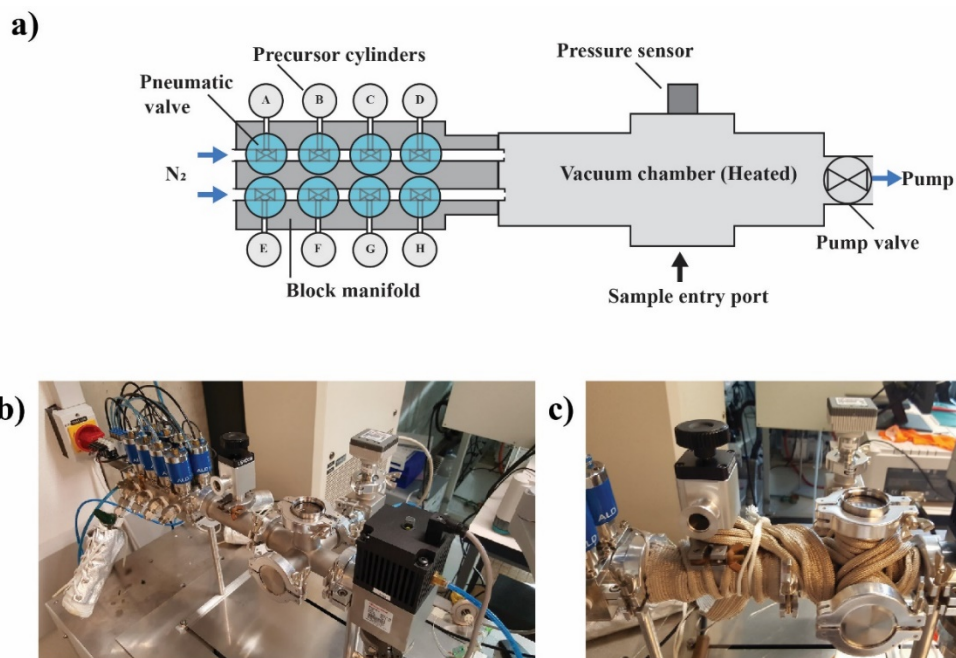 a)
Precursor cylinders
Pressure sensor
Pneumatic
valve
A
B
C
D
N₂
Vacuum chamber (Heated)
Pump
Pump valve
E
F
G
H
Block manifold
Sample entry port
b)
c)
ALD
ALD
ALD